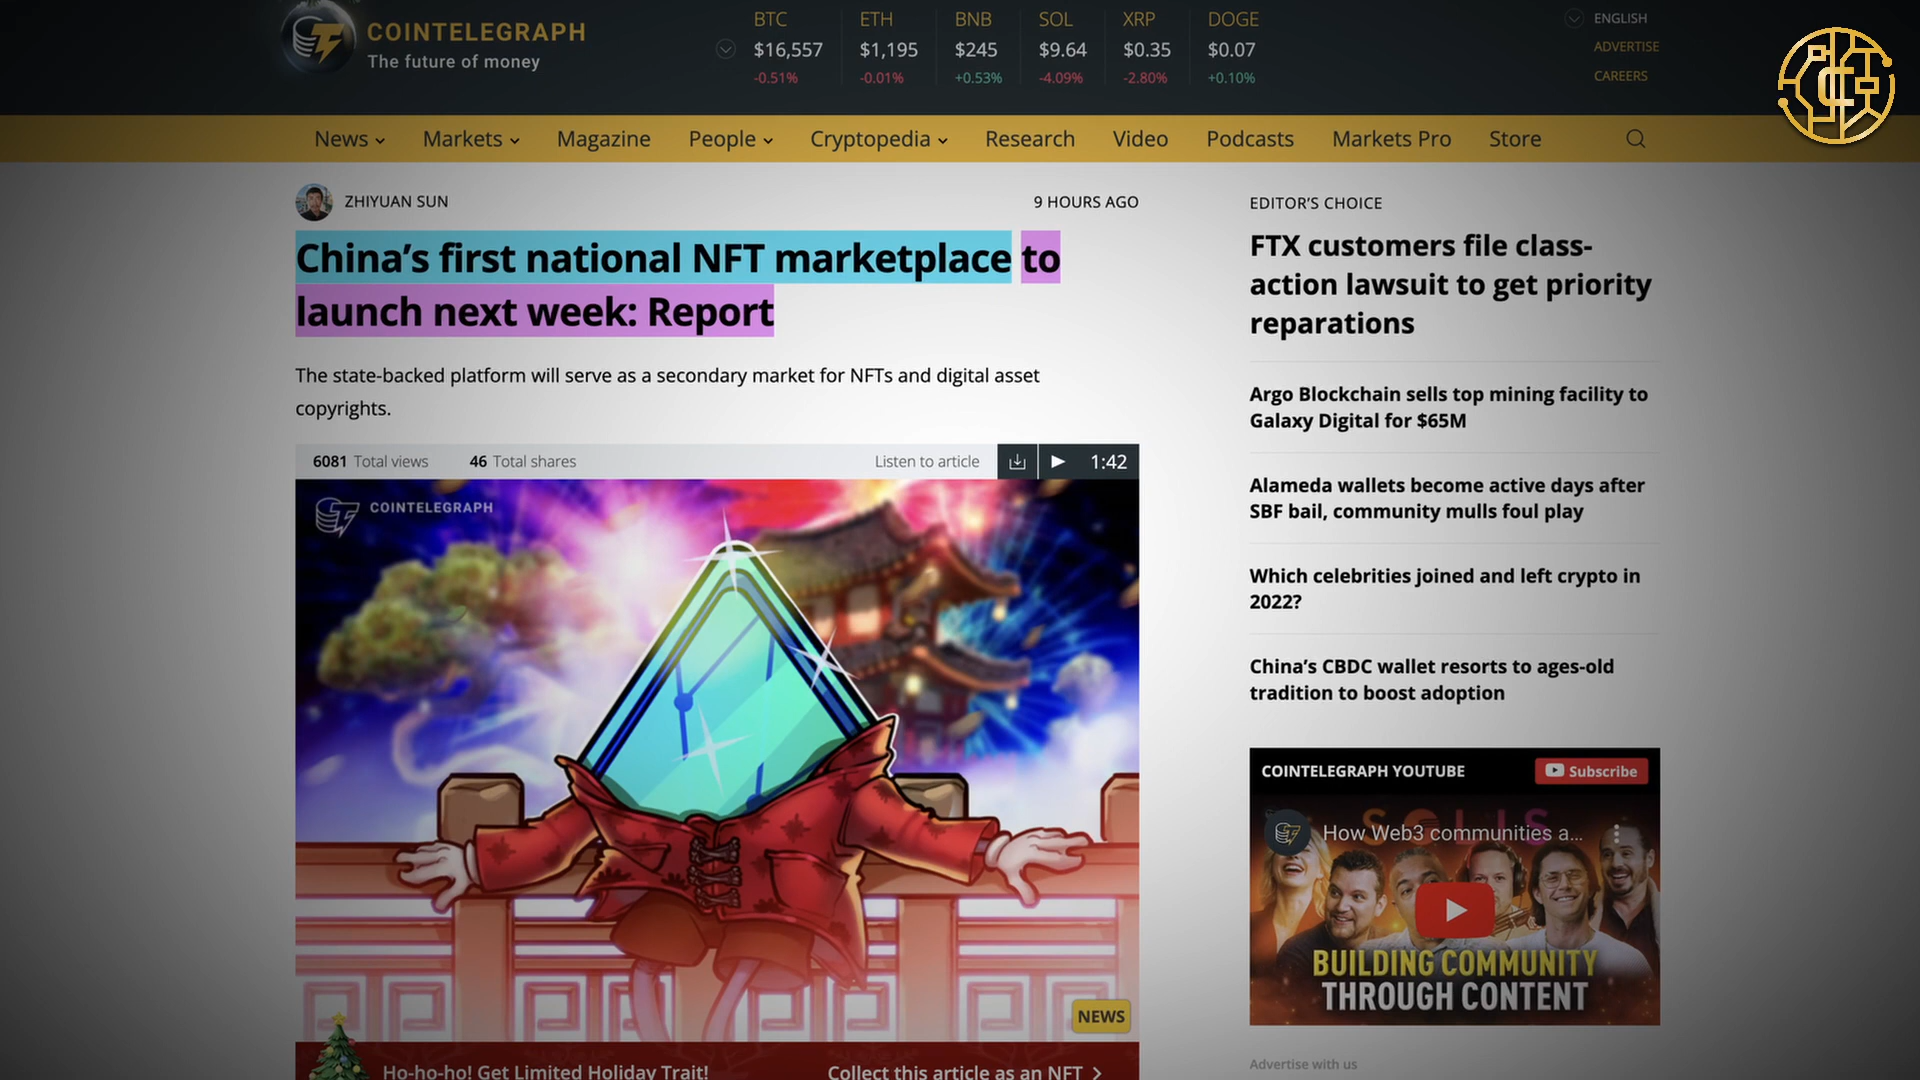 COINTELEGRAPH
The future of money
BTC
$16,557
-0.51%
ETH
$1,195
-0.01%
BNB
$245
+0.53%
SOL
$9.64
-4.09%
XRP
$0.35
-2.80%
DOGE
$0.07
+0.10%
ENGLISH
ADVERTISE
CAREERS
News Markets Magazine People Cryptopedia Research Video Podcasts Markets Pro Store
ZHIYUAN SUN
9 HOURS AGO
China’s first national NFT marketplace to
launch next week: Report
The state-backed platform will serve as a secondary market for NFTs and digital asset
copyrights.
6081 Total views 46 Total shares Listen to article 1:42
COINTELEGRAPH
NEWS
Ho-ho-ho! Get Limited Holiday Trait! Collect this article as an NFT
EDITOR’S CHOICE
FTX customers file class-
action lawsuit to get priority
reparations
Argo Blockchain sells top mining facility to
Galaxy Digital for $65M
Alameda wallets become active days after
SBF bail, community mulls foul play
Which celebrities joined and left crypto in
2022?
China’s CBDC wallet resorts to ages-old
tradition to boost adoption
COINTELEGRAPH YOUTUBE
Subscribe
How Web3 communities a...
BUILDING COMMUNITY
THROUGH CONTENT
Advertise with us